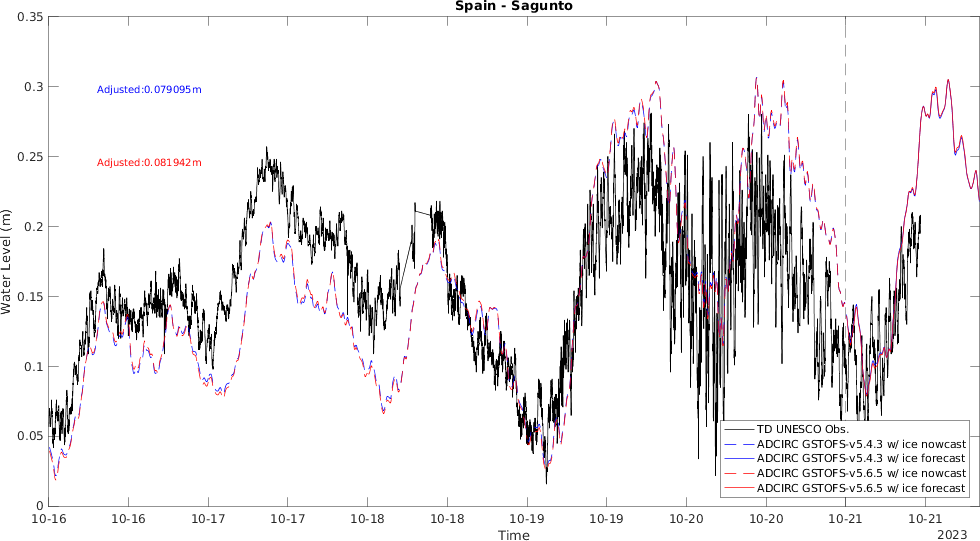 Spain - Sagunto
0.35
0.3
0.25
0.2
0.15
0.1
0.05
0
Water Level (m)
Adjusted:0.079095m
Adjusted:0.081942m
TD UNESCO Obs.
ADCIRC GSTOFS-v5.4.3 w/ ice nowcast
ADCIRC GSTOFS-v5.4.3 w/ ice forecast
ADCIRC GSTOFS-v5.6.5 w/ ice nowcast
ADCIRC GSTOFS-v5.6.5 w/ ice forecast
10-16 10-16 10-17 10-17 10-18 10-18 10-19 10-19 10-20 10-20 10-21 10-21
Time
2023